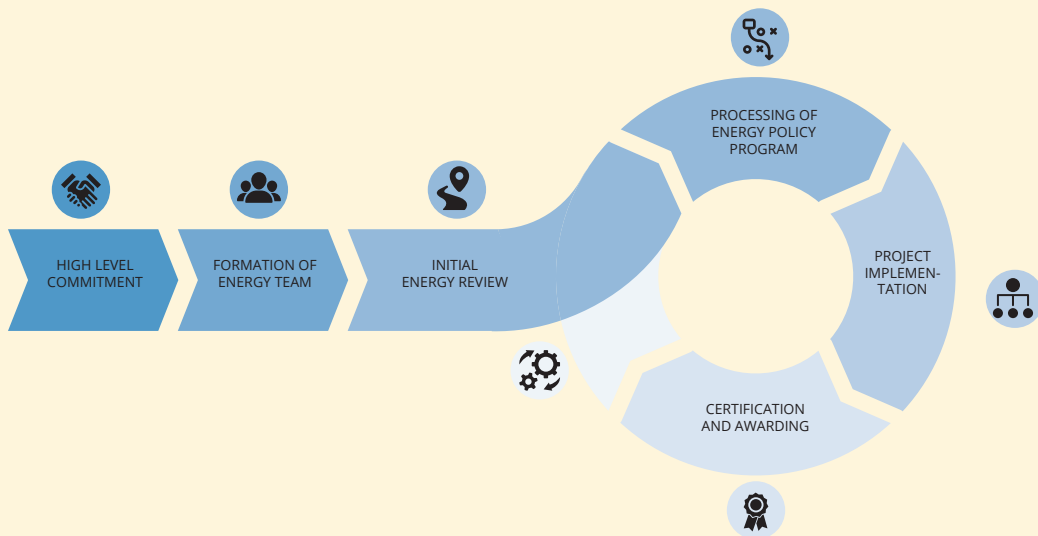 HIGH LEVEL
COMMITMENT
FORMATION OF
ENERGY TEAM
INITIAL
ENERGY REVIEW
PROCESSING OF
ENERGY POLICY
PROGRAM
PROJECT
IMPLEMEN-
TATION
CERTIFICATION
AND AWARDING